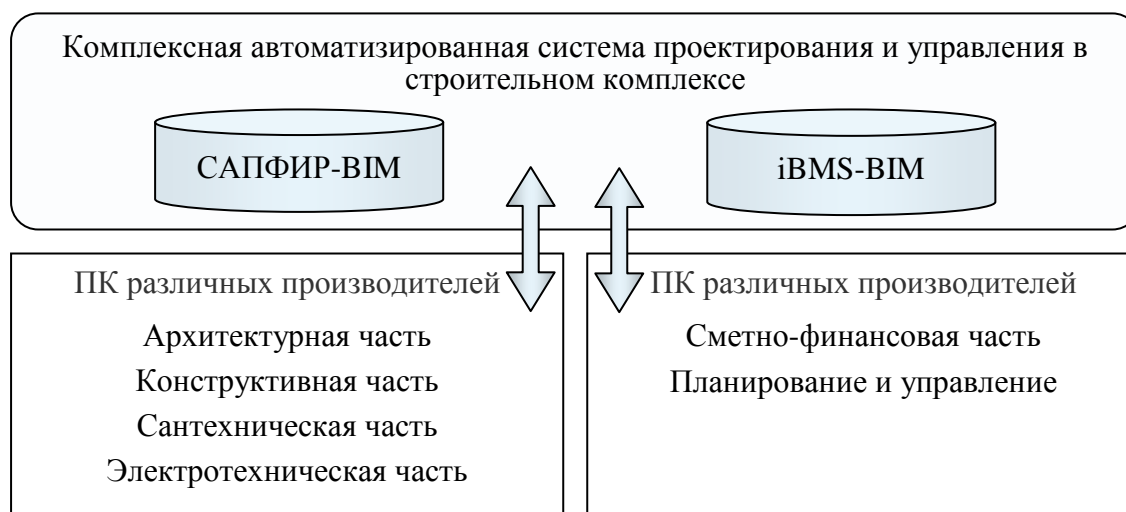 Комплексная автоматизированная система проектирования и управления в
строительном комплексе
САПФИР-BIM
iBMS-BIM
ПК различных производителей
Архитектурная часть
Конструктивная часть
Сантехническая часть
Электротехническая часть
ПК различных производителей
Сметно-финансовая часть
Планирование и управление